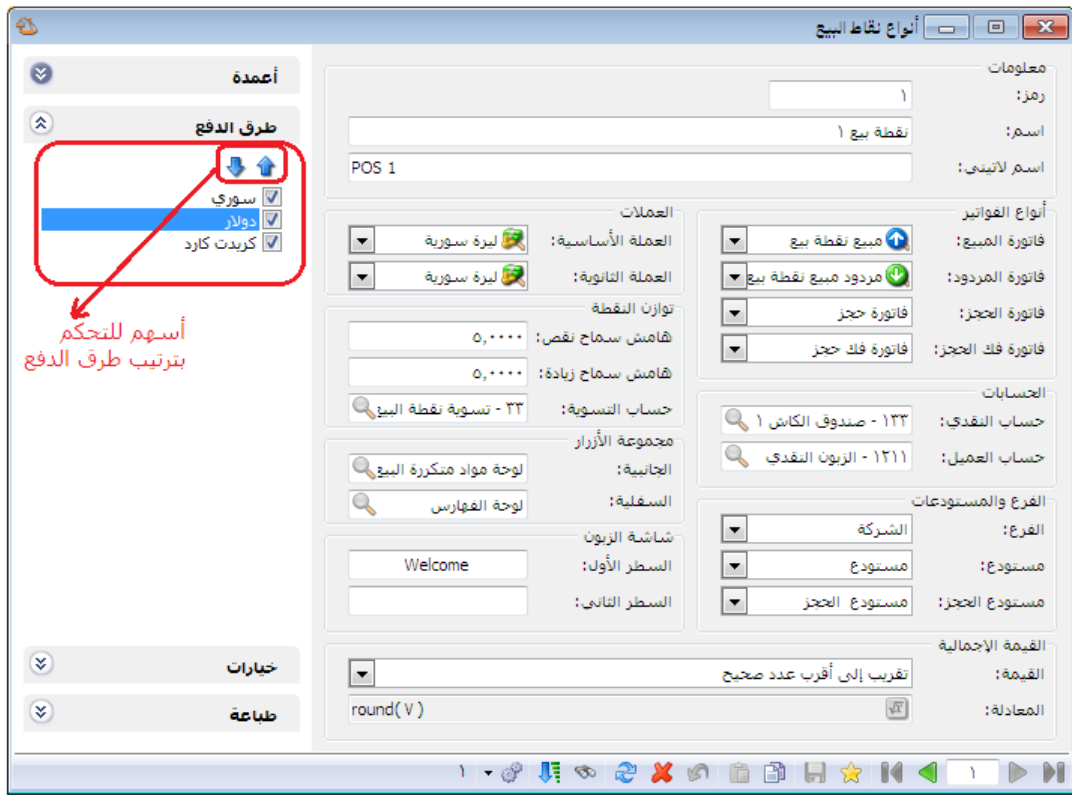 أنواع نقاط البيع
معلومات
رمز: ١
اسم: نقطة بيع ١
اسم لاتيني: POS 1
أنواع الفواتير
فاتورة المبيع: مبيع نقطة بيع
فاتورة المردود: مردود مبيع نقطة بيع
فاتورة الحجز: فاتورة حجز
فاتورة فك الحجز: فاتورة فك حجز
الحسابات
حساب النقدي: ١٣٣ - صندوق الكاش ١
حساب العميل: ١٢١١ - الزبون النقدي
الفرع والمستودعات
الفرع: الشركة
مستودع: مستودع
مستودع الحجز: مستودع الحجز
العملات
العملة الأساسية: ليرة سورية
العملة الثانوية: ليرة سورية
توازن النقطة
هامش سماح نقص: ٥,٠٠٠٠
هامش سماح زيادة: ٥,٠٠٠٠
حساب التسوية: ٣٣ - تسوية نقطة البيع
مجموعة الأزرار
الجانبية: لوحة مواد متكررة البيع
السفلية: لوحة الفهارس
شاشة الزبون
السطر الأول: Welcome
السطر الثاني:
القيمة الإجمالية
القيمة: تقريب إلى أقرب عدد صحيح
المعادلة: round( V )
أعمدة
طرق الدفع
سوري
دولار
كريدت كارد
أسهم للتحكم
بترتيب طرق الدفع
خيارات
طباعة
١
١